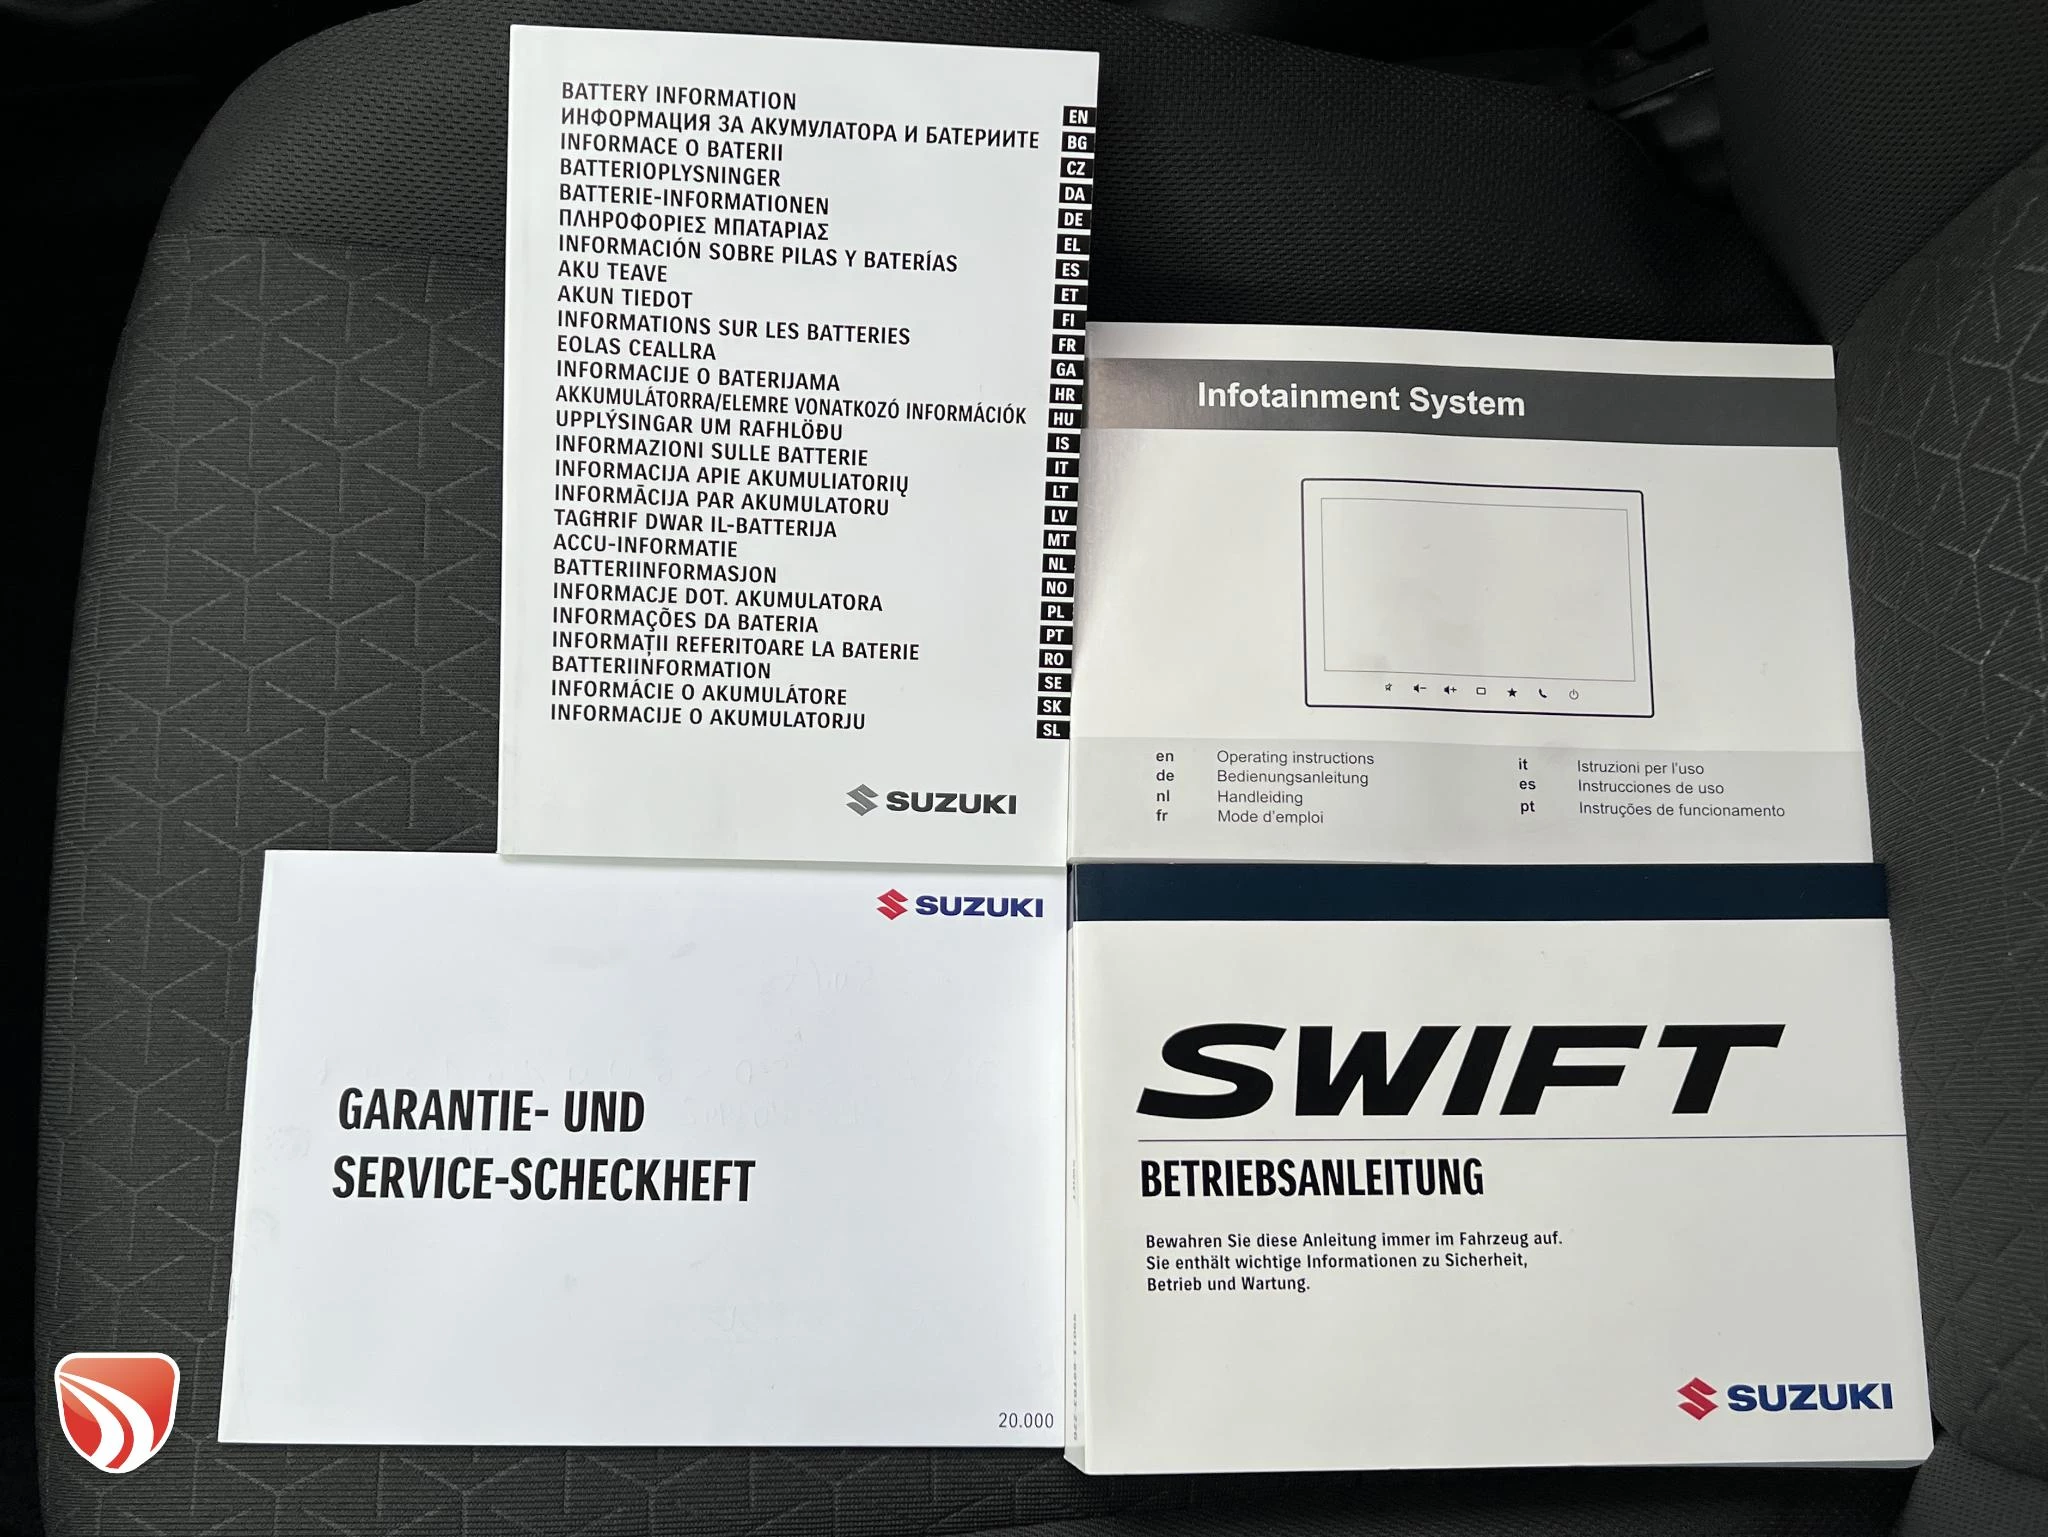 BATTERY INFORMATION EN
ИНФОРМАЦИЯ ЗА АКУМУЛАТОРА И БАТЕРИИТЕ BG
INFORMACE O BATERII CZ
BATTERIOPLYSNINGER DA
BATTERIE-INFORMATIONEN DE
ΠΛΗΡΟΦΟΡΙΕΣ ΜΠΑΤΑΡΙΑΣ EL
INFORMACIÓN SOBRE PILAS Y BATERÍAS ES
AKU TEAVE ET
AKUN TIEDOT FI
INFORMATIONS SUR LES BATTERIES FR
EOLAS CEALLRA GA
INFORMACIJE O BATERIJAMA HR
AKKUMULÁTORRA/ELEMRE VONATKOZÓ INFORMÁCIÓK HU
UPPLÝSINGAR UM RAFHLÖÐU IS
INFORMAZIONI SULLE BATTERIE IT
INFORMACIJA APIE AKUMULIATORIŲ LT
INFORMĀCIJA PAR AKUMULATORU LV
TAGĦRIF DWAR IL-BATTERIJA MT
ACCU-INFORMATIE NL
BATTERIINFORMASJON NO
INFORMACJE DOT. AKUMULATORA PL
INFORMAÇÕES DA BATERIA PT
INFORMAȚII REFERITOARE LA BATERIE RO
BATTERIINFORMATION SE
INFORMÁCIE O AKUMULÁTORE SK
INFORMACIJE O AKUMULATORJU SL
SUZUKI
Infotainment System
en Operating instructions
de Bedienungsanleitung
nl Handleiding
fr Mode d'emploi
it Istruzioni per l'uso
es Instrucciones de uso
pt Instruções de funcionamento
SUZUKI
GARANTIE- UND
SERVICE-SCHECKHEFT
20.000
SWIFT
BETRIEBSANLEITUNG
Bewahren Sie diese Anleitung immer im Fahrzeug auf.
Sie enthält wichtige Informationen zu Sicherheit,
Betrieb und Wartung.
SUZUKI